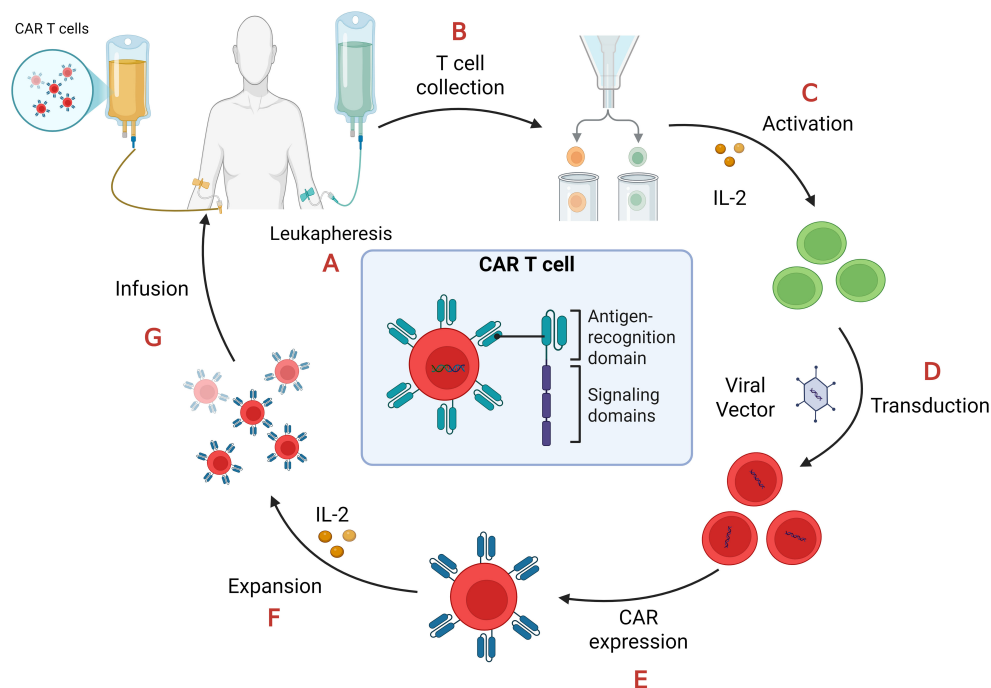 CAR T cells
B
T cell
collection
C
Activation
IL-2
Leukapheresis
A
CAR T cell
Antigen-
recognition
domain
Signaling
domains
Viral
Vector
D
Transduction
CAR
expression
E
IL-2
Expansion
F
Infusion
G